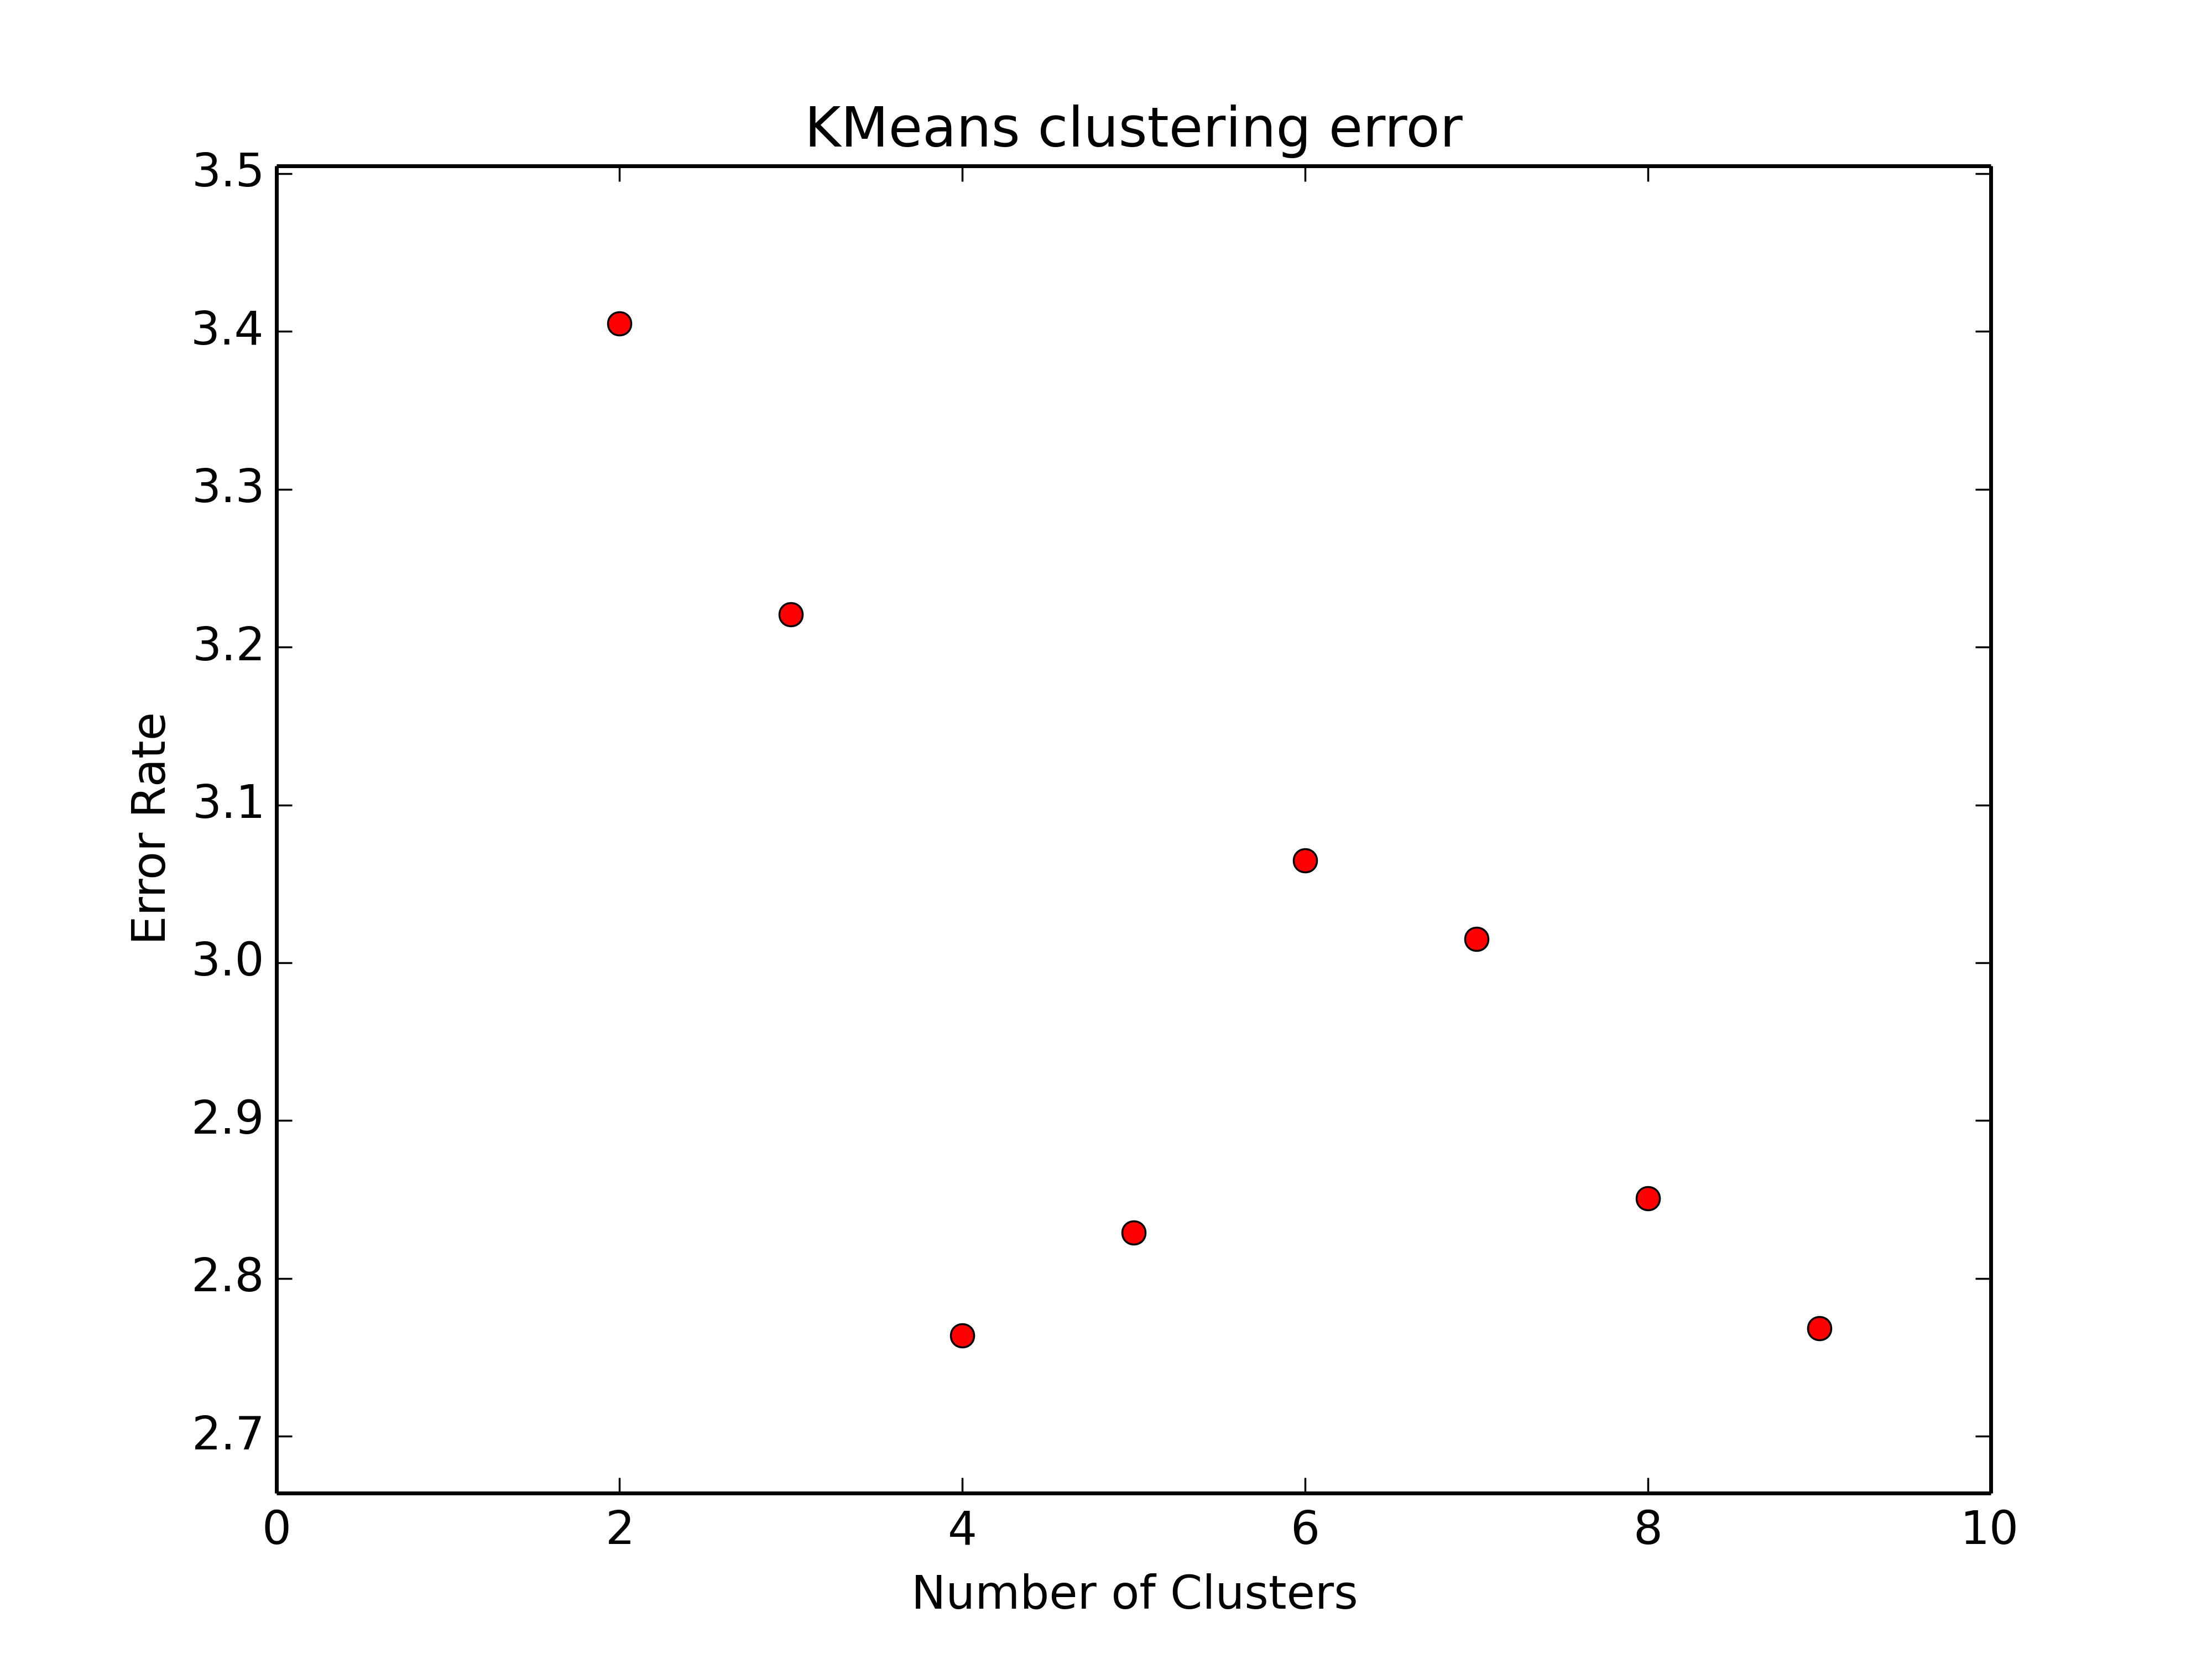 KMeans clustering error
3.5
3.4
3.3
3.2
3.1
3.0
2.9
2.8
2.7
Error Rate
0 2 4 6 8 10
Number of Clusters